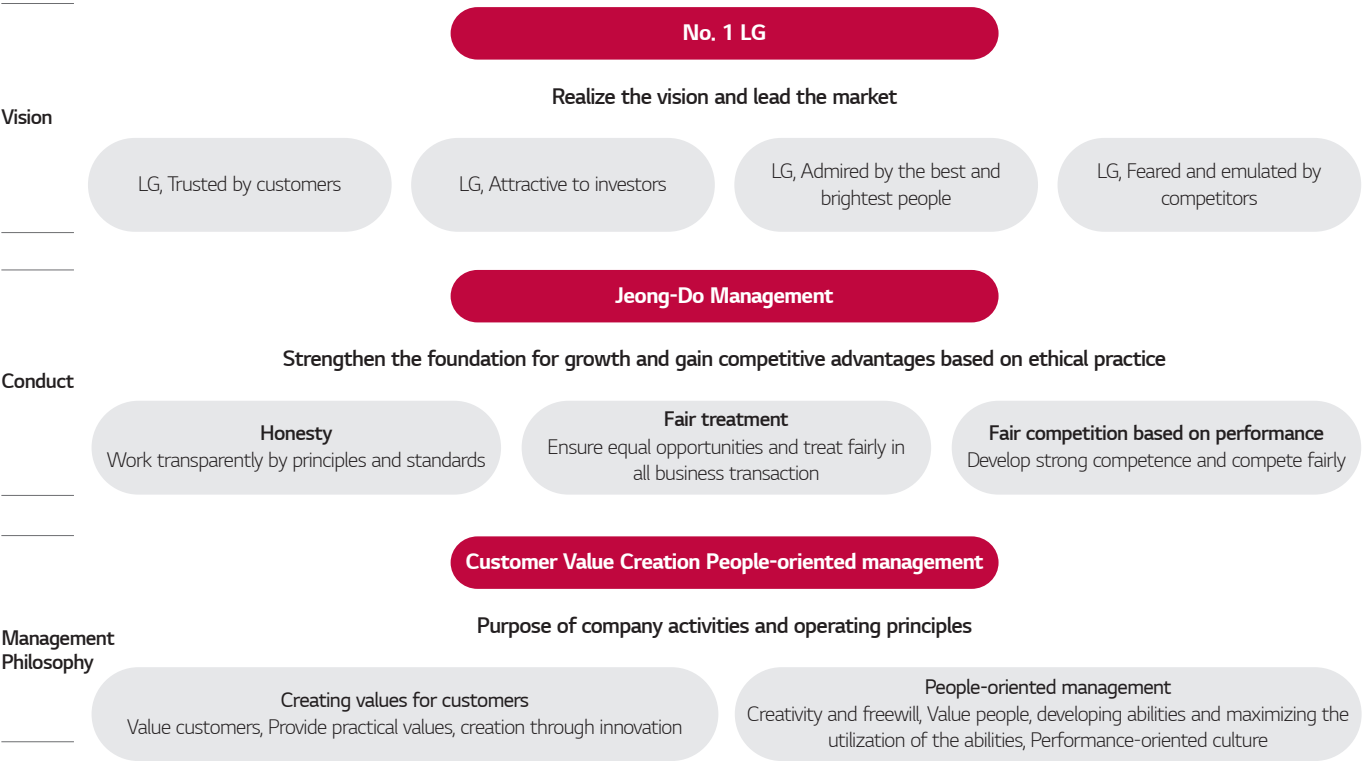 No. 1 LG
Realize the vision and lead the market
Vision
LG, Trusted by customers
LG, Attractive to investors
LG, Admired by the best and
brightest people
LG, Feared and emulated by
competitors
Jeong-Do Management
Strengthen the foundation for growth and gain competitive advantages based on ethical practice
Conduct
Honesty
Work transparently by principles and standards
Fair treatment
Ensure equal opportunities and treat fairly in
all business transaction
Fair competition based on performance
Develop strong competence and compete fairly
Customer Value Creation People-oriented management
Purpose of company activities and operating principles
Management
Philosophy
Creating values for customers
Value customers, Provide practical values, creation through innovation
People-oriented management
Creativity and freewill, Value people, developing abilities and maximizing the
utilization of the abilities, Performance-oriented culture